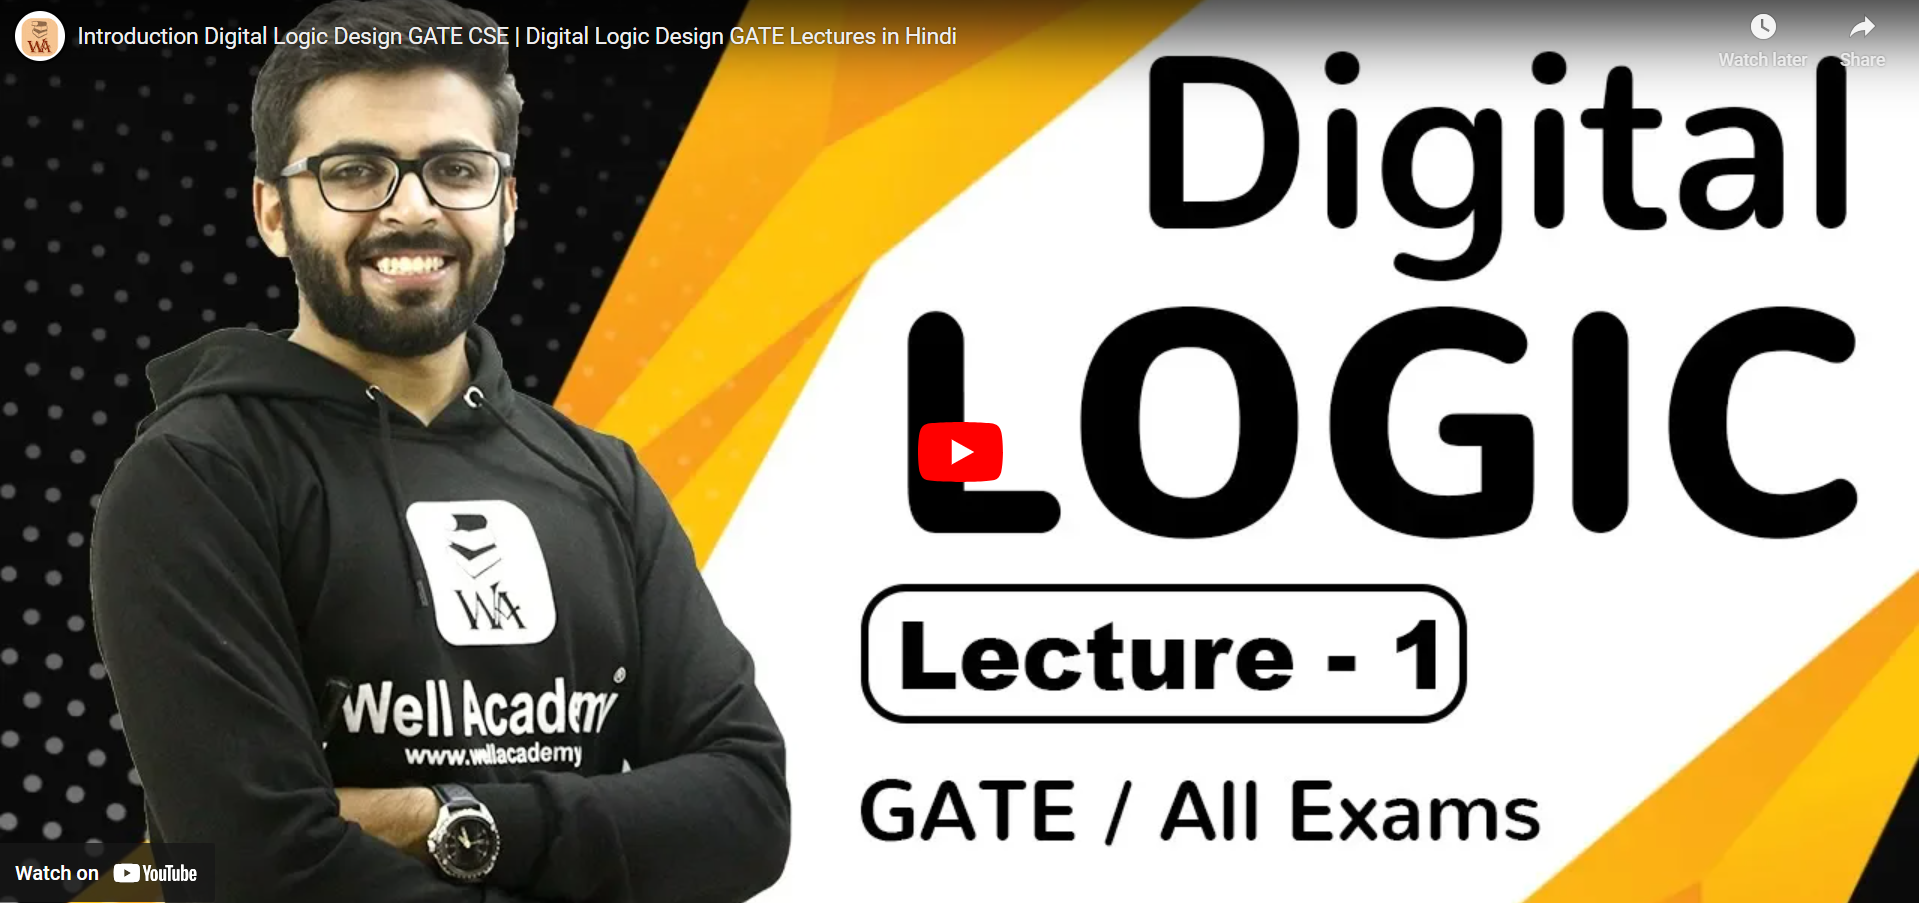 Introduction Digital Logic Design GATE CSE | Digital Logic Design GATE Lectures in Hindi
Watch later
Share
Digital
LOGIC
Lecture - 1
GATE / All Exams
WA
WA
Well Academy®
www.wellacademy
Watch on YouTube